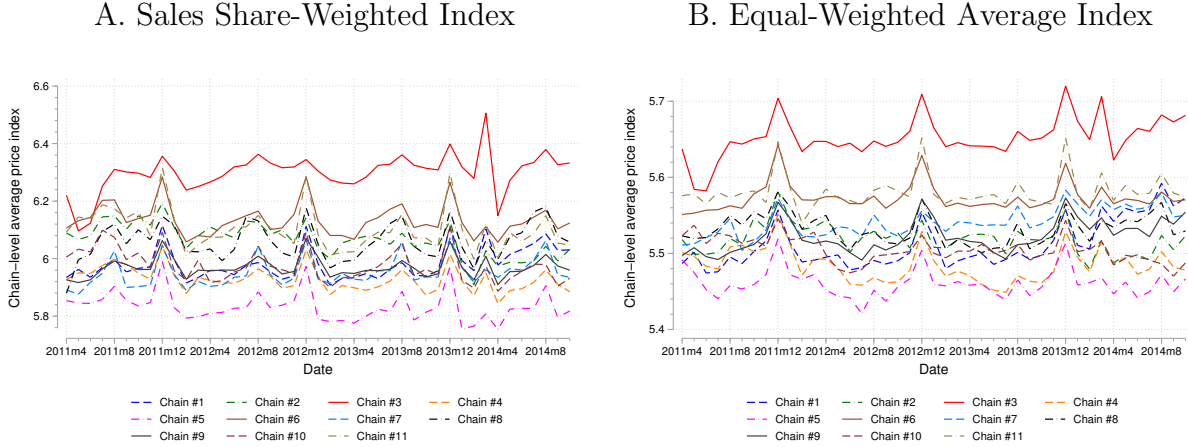 A. Sales Share-Weighted Index
Chain-level average price index
6.6
6.4
6.2
6
5.8
2011m4 2011m8 2011m12 2012m4 2012m8 2012m12 2013m4 2013m8 2013m12 2014m4 2014m8
Date
Chain #1 Chain #2 Chain #3 Chain #4
Chain #5 Chain #6 Chain #7 Chain #8
Chain #9 Chain #10 Chain #11
B. Equal-Weighted Average Index
Chain-level average price index
5.7
5.6
5.5
5.4
2011m4 2011m8 2011m12 2012m4 2012m8 2012m12 2013m4 2013m8 2013m12 2014m4 2014m8
Date
Chain #1 Chain #2 Chain #3 Chain #4
Chain #5 Chain #6 Chain #7 Chain #8
Chain #9 Chain #10 Chain #11